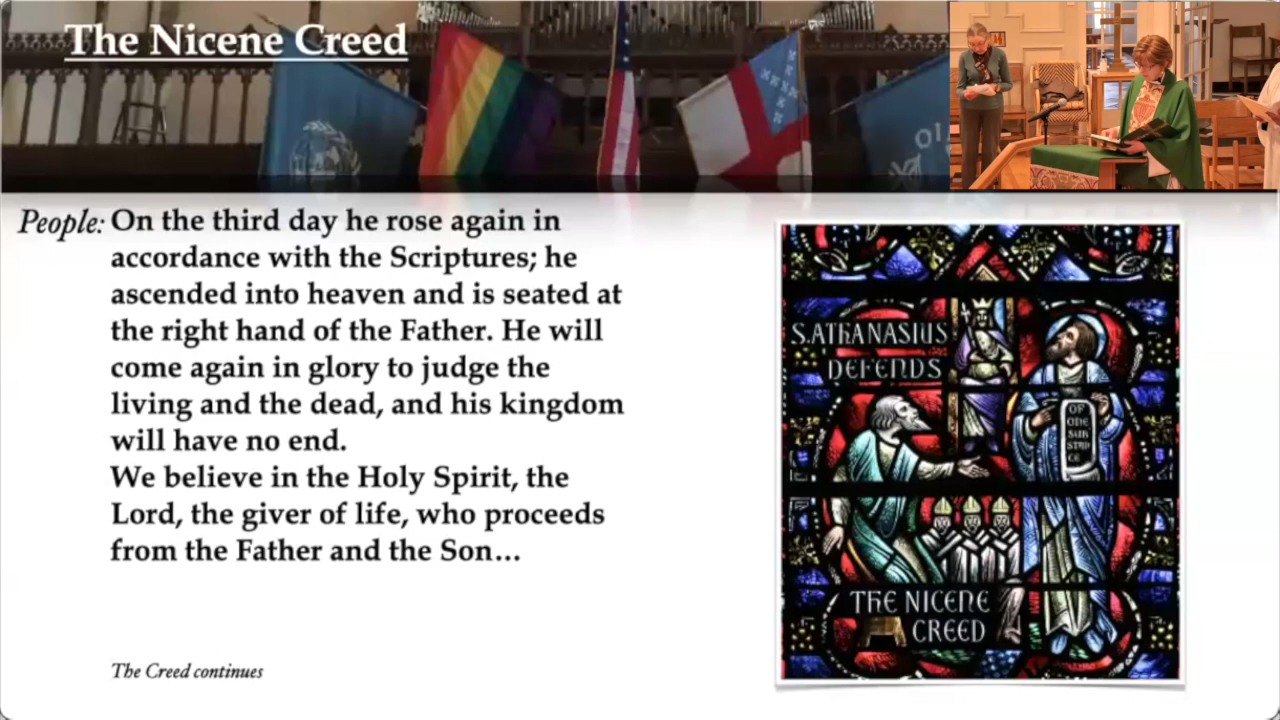 The Nicene Creed
People: On the third day he rose again in
accordance with the Scriptures; he
ascended into heaven and is seated at
the right hand of the Father. He will
come again in glory to judge the
living and the dead, and his kingdom
will have no end.
We believe in the Holy Spirit, the
Lord, the giver of life, who proceeds
from the Father and the Son...
The Creed continues
S. ATHANASIUS
DEFENDS
OF
ONE
SUB
STAN
CE
THE NICENE
CREED